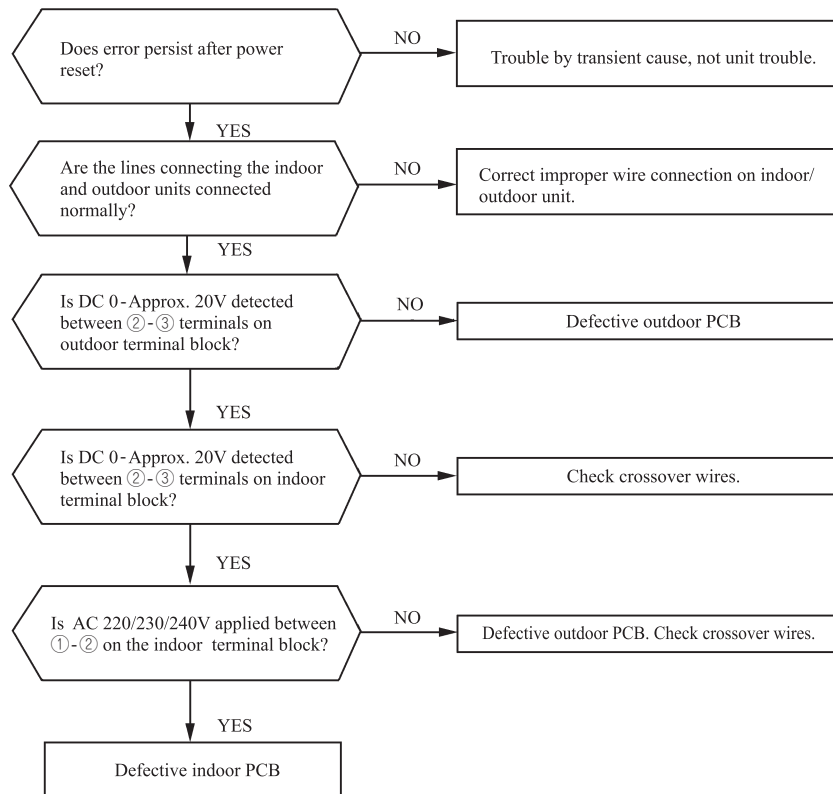 Does error persist after power
reset?
NO
Trouble by transient cause, not unit trouble.
YES
Are the lines connecting the indoor
and outdoor units connected
normally?
NO
Correct improper wire connection on indoor/
outdoor unit.
YES
Is DC 0-Approx. 20V detected
between ②-③ terminals on
outdoor terminal block?
NO
Defective outdoor PCB
YES
Is DC 0-Approx. 20V detected
between ②-③ terminals on indoor
terminal block?
NO
Check crossover wires.
YES
Is AC 220/230/240V applied between
①-② on the indoor terminal block?
NO
Defective outdoor PCB. Check crossover wires.
YES
Defective indoor PCB